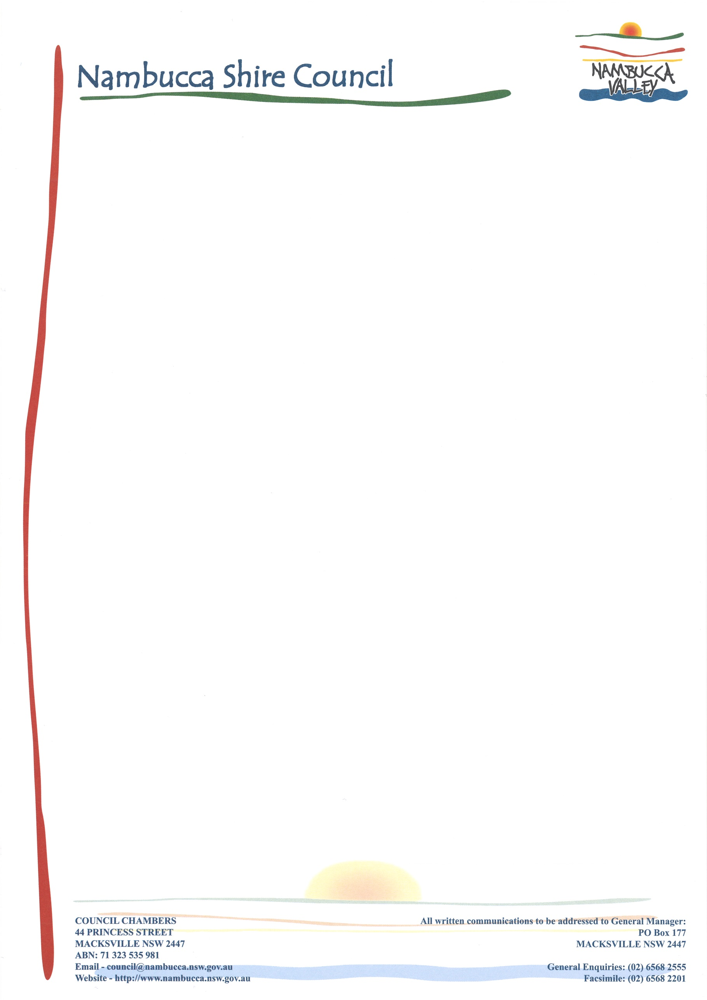 Nambucca Shire Council
NAMBUCCA
VALLEY
COUNCIL CHAMBERS
44 PRINCESS STREET
MACKSVILLE NSW 2447
ABN: 71 323 535 981
Email - council@nambucca.nsw.gov.au
Website - http://www.nambucca.nsw.gov.au
All written communications to be addressed to General Manager:
PO Box 177
MACKSVILLE NSW 2447
General Enquiries: (02) 6568 2555
Facsimile: (02) 6568 2201